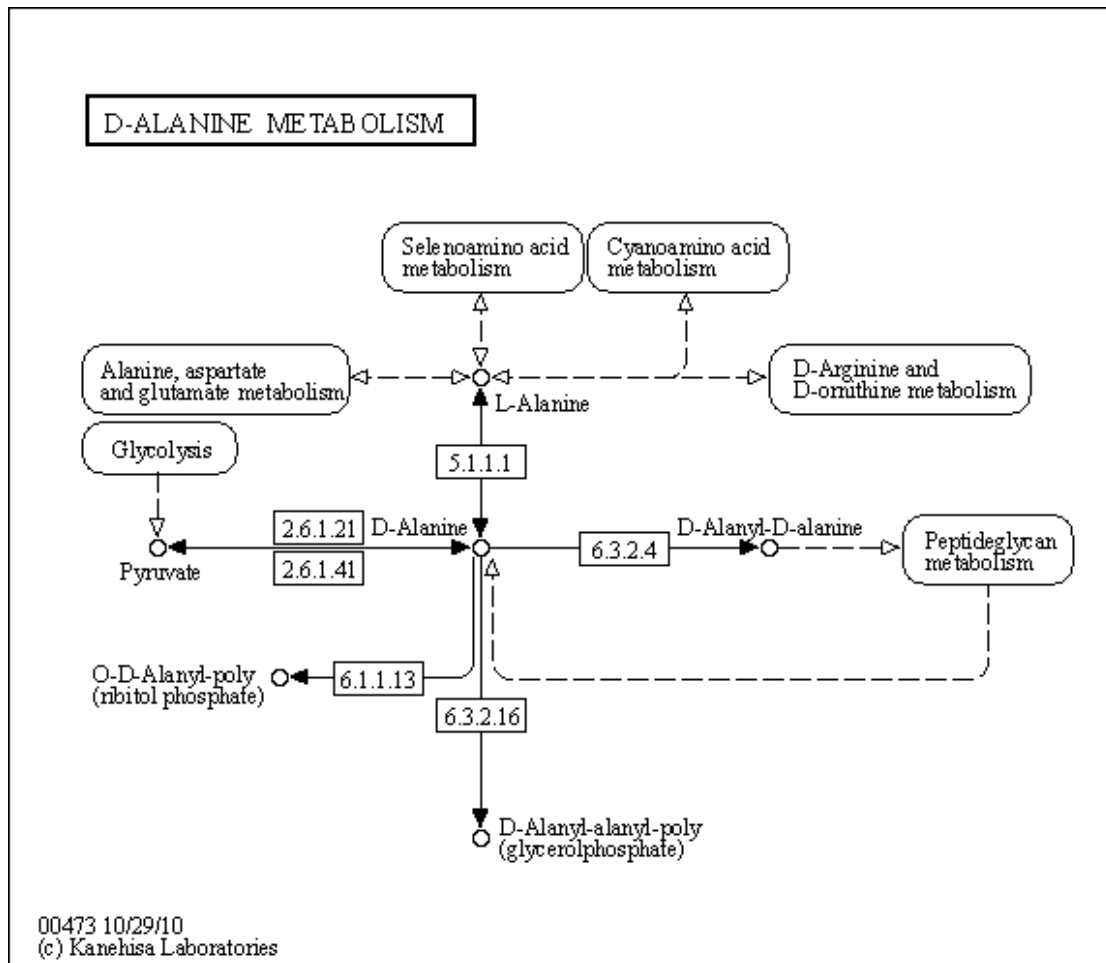 D-ALANINE METABOLISM
Selenoamino acid
metabolism
Cyanoamino acid
metabolism
Alanine, aspartate
and glutamate metabolism
D-Arginine and
D-ornithine metabolism
L-Alanine
Glycolysis
5.1.1.1
2.6.1.21
D-Alanine
D-Alanyl-D-alanine
6.3.2.4
Peptideglycan
metabolism
Pyruvate
2.6.1.41
O-D-Alanyl-poly
(ribitol phosphate)
6.1.1.13
6.3.2.16
D-Alanyl-alanyl-poly
(glycerolphosphate)
00473 10/29/10
(c) Kanehisa Laboratories